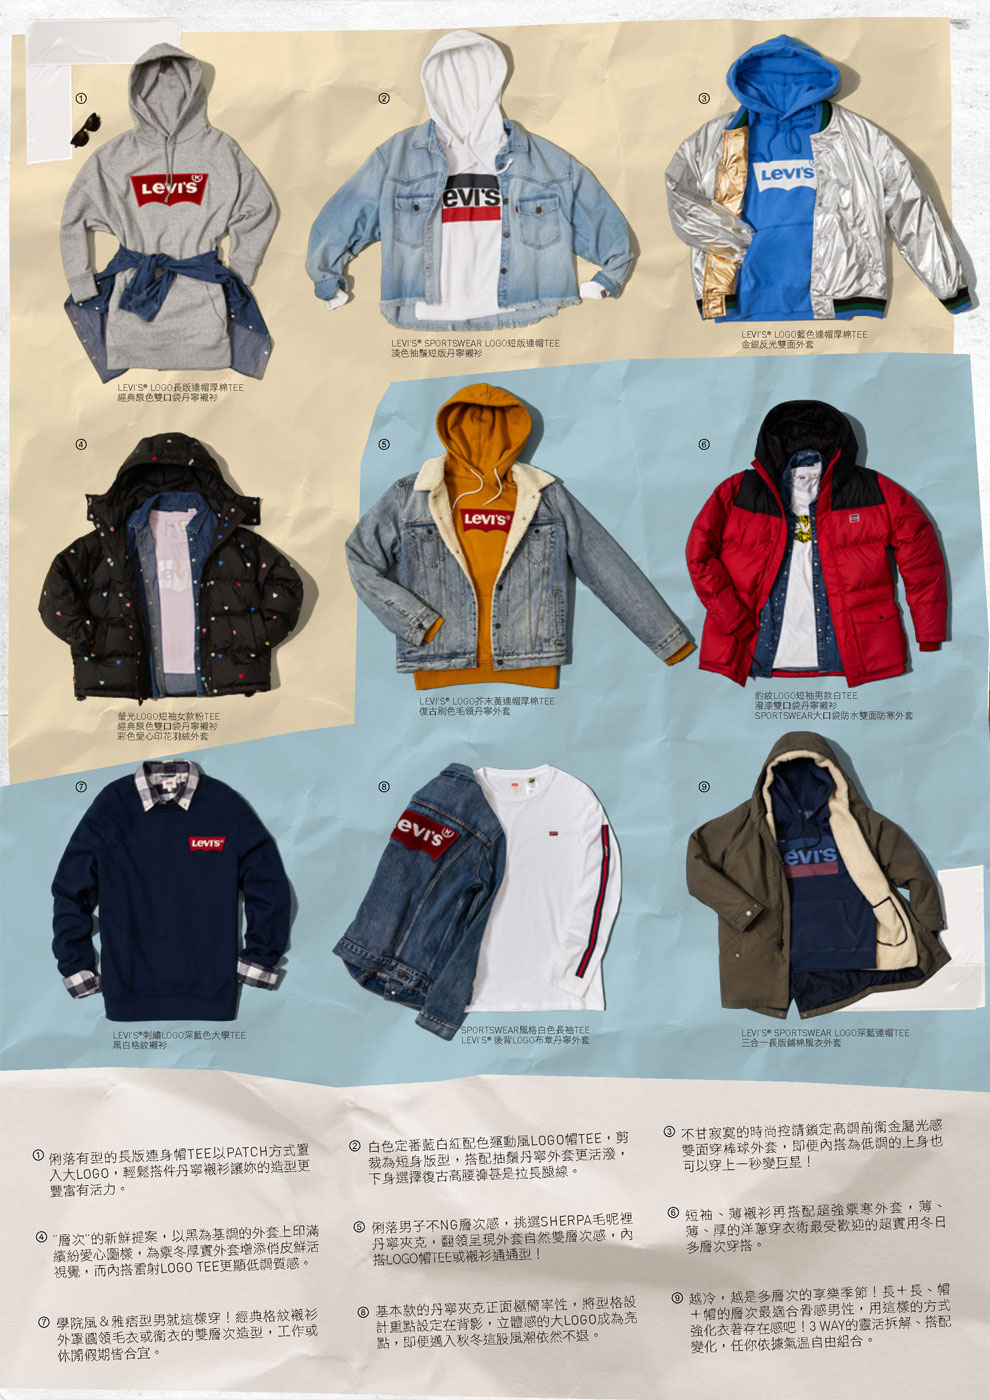 ①
LEVI'S®
LEVI'S® LOGO長版連帽厚棉TEE
經典原色雙口袋丹寧襯衫
②
EVI'S
LEVI'S® SPORTSWEAR LOGO短版連帽TEE
淺色抽鬚短版丹寧襯衫
③
LEVI'S
LEVI'S® LOGO藍色連帽厚棉TEE
金銀反光雙面外套
④
Levi's
螢光LOGO短袖女款粉TEE
經典原色雙口袋丹寧襯衫
彩色愛心印花羽絨外套
⑤
LEVI'S®
LEVI'S® LOGO芥末黃連帽厚棉TEE
復古刷色毛領丹寧外套
⑥
豹紋LOGO短袖男款白TEE
潑漆雙口袋丹寧襯衫
SPORTSWEAR大口袋防水雙面防寒外套
⑦
LEVI'S®
LEVI'S®刺繡LOGO深藍色大學TEE
黑白格紋襯衫
⑧
evi's®
SPORTSWEAR風格白色長袖TEE
LEVI'S® 後背LOGO布章丹寧外套
⑨
EVI'S
LEVI'S® SPORTSWEAR LOGO深藍連帽TEE
三合一長版鋪棉風衣外套
① 俐落有型的長版連身帽TEE以PATCH方式置
入大LOGO，輕鬆搭作丹寧襯衫讓妳的造型更
豐富有活力。
② 白色定番藍白紅配色運動風LOGO帽TEE，剪
裁為短身版型，搭配抽鬚丹寧外套更活潑，
下身選擇復古高腰褲甚是拉長腿線。
③ 不甘寂寞的時尚控請鎖定高調前衛金屬光感
雙面穿棒球外套，即便內搭為低調的上身也
可以穿上一秒變巨星！
④ "層次"的新鮮提案，以黑為基調的外套上印滿
繽紛愛心圖樣，為禦冬厚實外套增添俏皮鮮活
視覺，而內搭雷射LOGO TEE更顯低調質感。
⑤ 俐落男子不NG層次感，挑選SHERPA毛呢裡
丹寧夾克，翻領呈現外套自然雙層次感，內
搭LOGO帽TEE或襯衫通通型！
⑥ 短袖、薄襯衫再搭配超強禦寒外套，薄、
薄、厚的洋蔥穿衣術最受歡迎的超實用冬日
多層次穿搭。
⑦ 學院風＆雅痞型男就這樣穿！經典格紋襯衫
外罩圓領毛衣或衛衣的雙層次造型，工作或
休閒假期皆合宜。
⑧ 基本款的丹寧夾克正面極簡率性，將型格設
計重點設定在背影，立體感的大LOGO成為亮
點，即便邁入秋冬這股風潮依然不退。
⑨ 越冷，越是多層次的享樂季節！長＋長、帽
＋帽的層次最適合骨感男性，用這樣的方式
強化衣著存在感吧！3 WAY的靈活拆解、搭配
變化，任你依據氣溫自由組合。